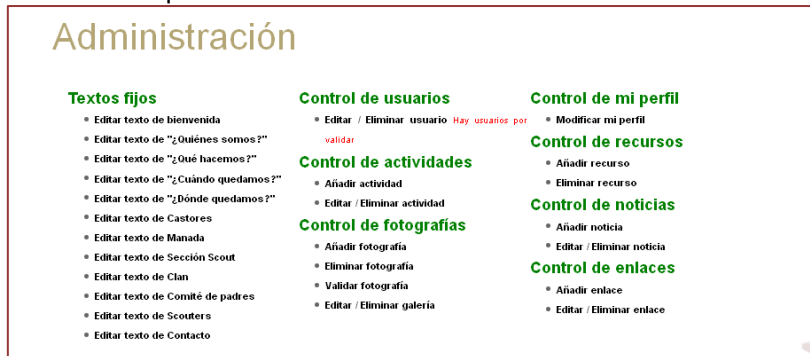 Administración
Textos fijos
Editar texto de bienvenida
Editar texto de "¿Quiénes somos?"
Editar texto de "¿Qué hacemos?"
Editar texto de "¿Cuándo quedamos?"
Editar texto de "¿Dónde quedamos?"
Editar texto de Castores
Editar texto de Manada
Editar texto de Sección Scout
Editar texto de Clan
Editar texto de Comité de padres
Editar texto de Scouters
Editar texto de Contacto
Control de usuarios
Editar / Eliminar usuario Hay usuarios por
validar
Control de actividades
Añadir actividad
Editar / Eliminar actividad
Control de fotografías
Añadir fotografía
Eliminar fotografía
Validar fotografía
Editar / Eliminar galería
Control de mi perfil
Modificar mi perfil
Control de recursos
Añadir recurso
Eliminar recurso
Control de noticias
Añadir noticia
Editar / Eliminar noticia
Control de enlaces
Añadir enlace
Editar / Eliminar enlace